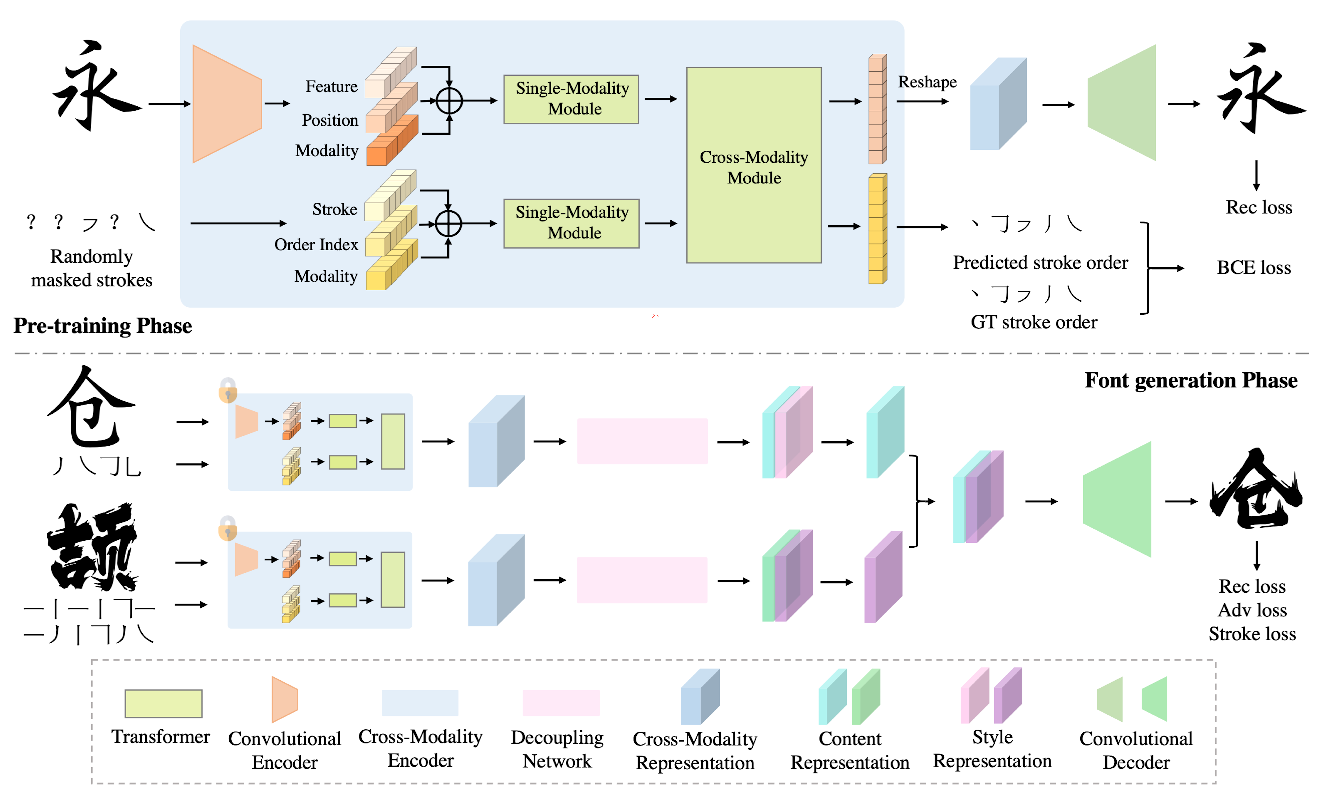 永
Feature
Position
Modality
Single-Modality
Module
Cross-Modality
Module
Reshape
永
Rec loss
? ? ㇇ ? ㇏
Randomly
masked strokes
Stroke
Order Index
Modality
Single-Modality
Module
丶 ㇆ ㇇ 丿 ㇏
Predicted stroke order
丶 ㇆ ㇇ 丿 ㇏
GT stroke order
BCE loss
Pre-training Phase
Font generation Phase
仓
丿 ㇏ ㇆ ㇄
颉
一 丨 一 丨 ㇕ 一
一 丿 丨 ㇕ 丿 ㇏
仓
Rec loss
Adv loss
Stroke loss
Transformer
Convolutional
Encoder
Cross-Modality
Encoder
Decoupling
Network
Cross-Modality
Representation
Content
Representation
Style
Representation
Convolutional
Decoder